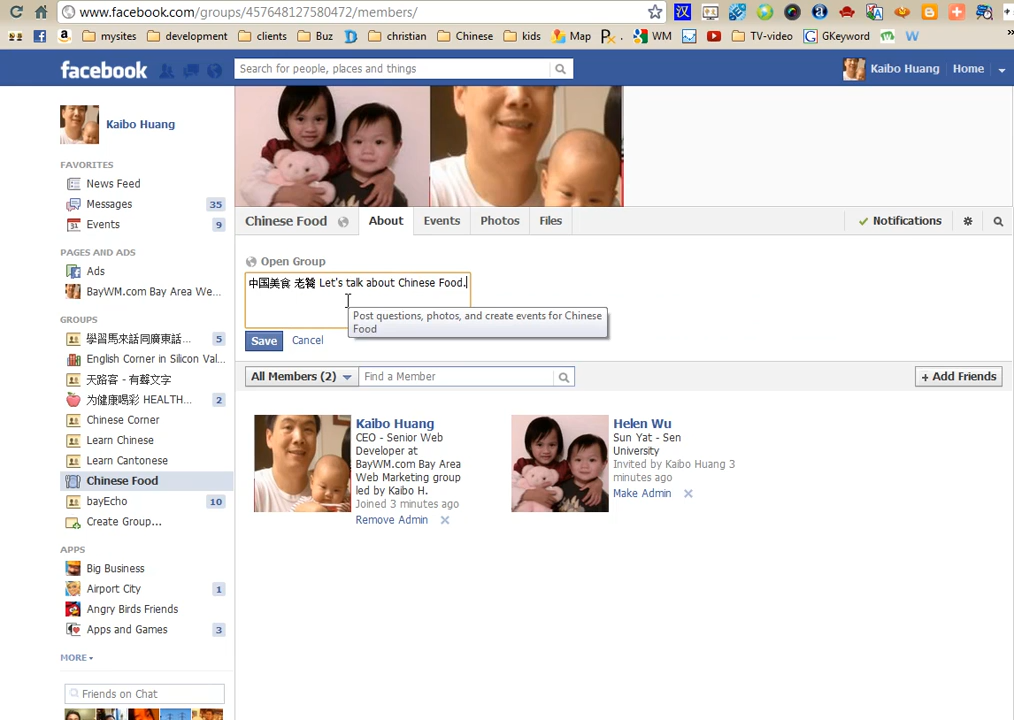 www.facebook.com/groups/457648127580472/members/
mysites development clients Buz christian Chinese kids Map WM TV-video GKeyword
facebook
Search for people, places and things
Kaibo Huang Home
Kaibo Huang
FAVORITES
News Feed
Messages 35
Events 9
PAGES AND ADS
Ads
BayWM.com Bay Area We...
GROUPS
學習馬來話同廣東話... 5
English Corner in Silicon Val...
天路客 - 有聲文字
为健康喝彩 HEALTH... 2
Chinese Corner
Learn Chinese
Learn Cantonese
Chinese Food
bayEcho 10
Create Group...
APPS
Big Business
Airport City 1
Angry Birds Friends
Apps and Games 3
MORE
Friends on Chat
Chinese Food About Events Photos Files Notifications
Open Group
中国美食 老饕 Let's talk about Chinese Food.
Post questions, photos, and create events for Chinese
Food
Save Cancel
All Members (2) Find a Member + Add Friends
Kaibo Huang
CEO - Senior Web
Developer at
BayWM.com Bay Area
Web Marketing group
led by Kaibo H.
Joined 3 minutes ago
Remove Admin
Helen Wu
Sun Yat - Sen
University
Invited by Kaibo Huang 3
minutes ago
Make Admin